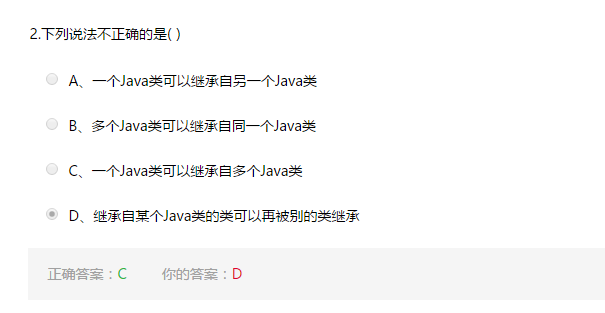 2.下列说法不正确的是( )
A、一个Java类可以继承自另一个Java类
B、多个Java类可以继承自同一个Java类
C、一个Java类可以继承自多个Java类
D、继承自某个Java类的类可以再被别的类继承
正确答案：C 你的答案：D